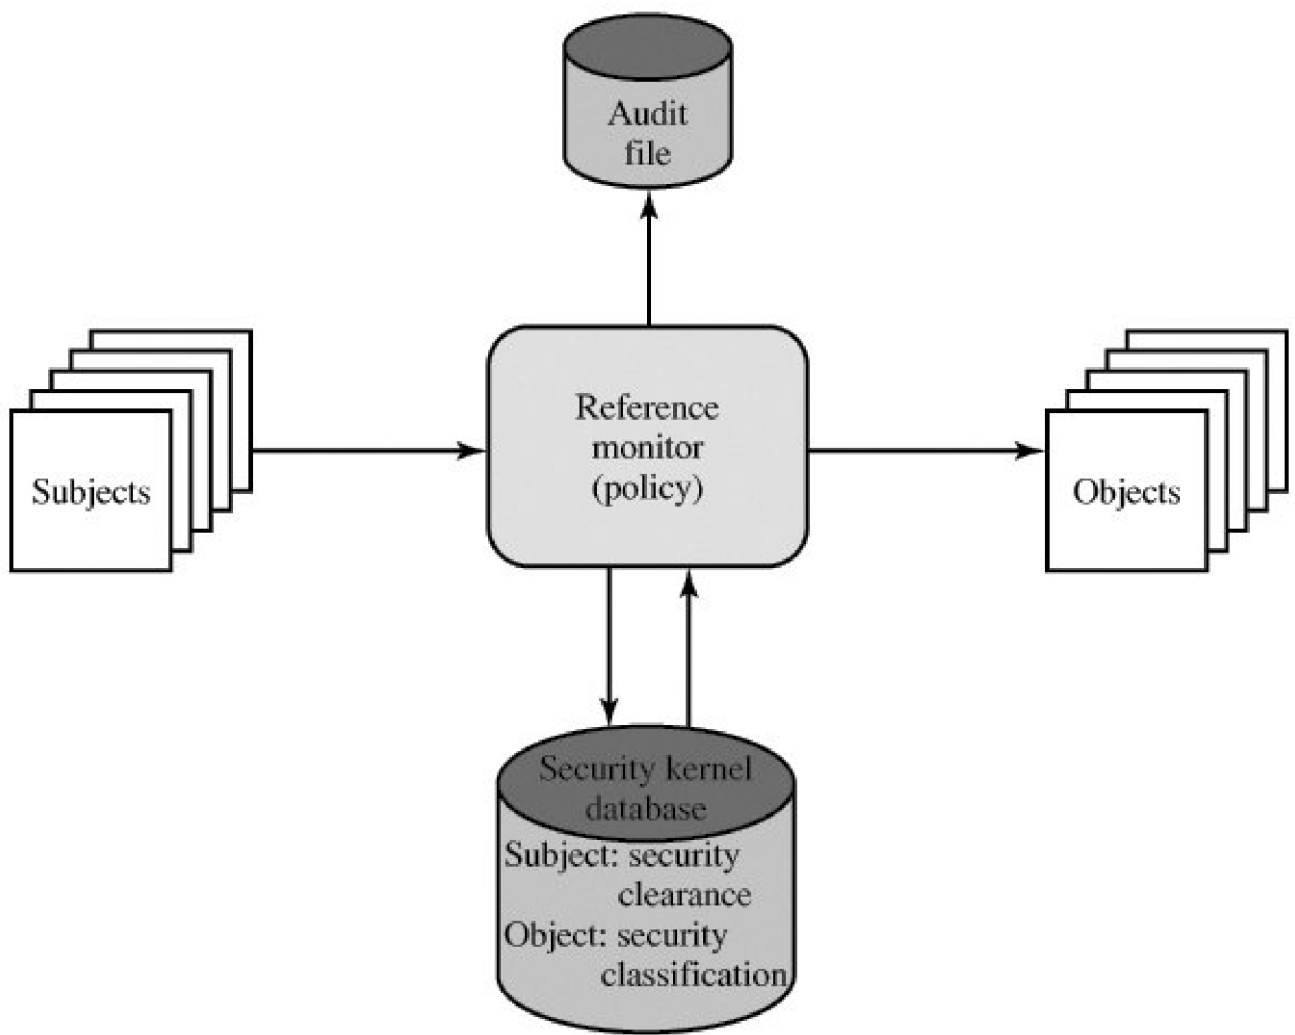 Audit
file
Subjects
Reference
monitor
(policy)
Objects
Security kernel
database
Subject: security
clearance
Object: security
classification